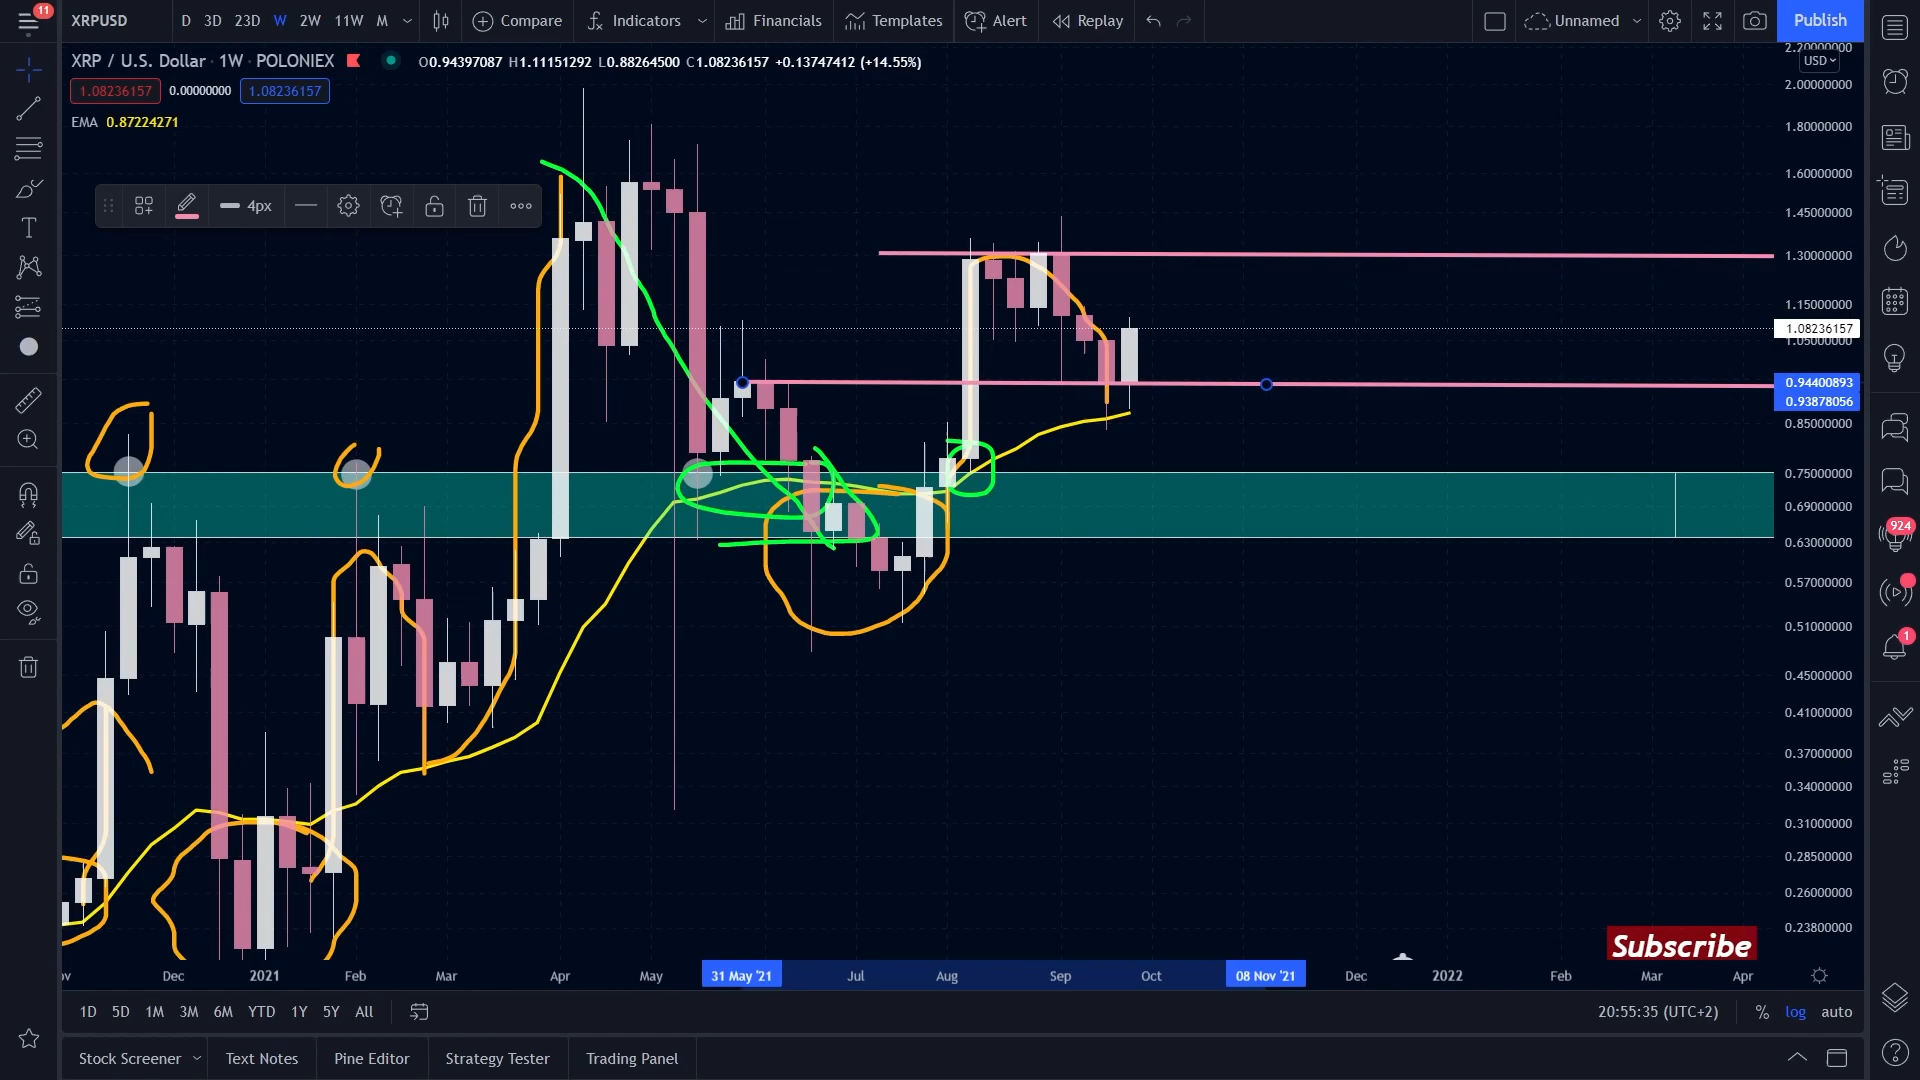 11
XRPUSD D 3D 23D W 2W 11W M Compare Indicators Financials Templates Alert Replay Unnamed Publish
XRP / U.S. Dollar · 1W · POLONIEX O0.94397087 H1.11151292 L0.88264500 C1.08236157 +0.13747412 (+14.55%)
1.08236157 0.00000000 1.08236157
EMA 0.87224271
4px
2.20000000
USD
2.00000000
1.80000000
1.60000000
1.45000000
1.30000000
1.15000000
1.08236157
1.05000000
0.94400893
0.93878056
0.85000000
0.75000000
0.69000000
0.63000000
0.57000000
0.51000000
0.45000000
0.41000000
0.37000000
0.34000000
0.31000000
0.28500000
0.26000000
0.23800000
924
1
Subscribe
ov Dec 2021 Feb Mar Apr May 31 May '21 Jul Aug Sep Oct 08 Nov '21 Dec 2022 Feb Mar Apr
1D 5D 1M 3M 6M YTD 1Y 5Y All 20:55:35 (UTC+2) % log auto
Stock Screener Text Notes Pine Editor Strategy Tester Trading Panel